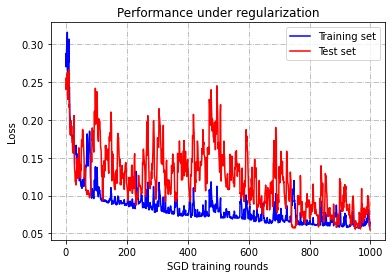 Performance under regularization
Training set
Test set
Loss
0.30
0.25
0.20
0.15
0.10
0.05
0 200 400 600 800 1000
SGD training rounds